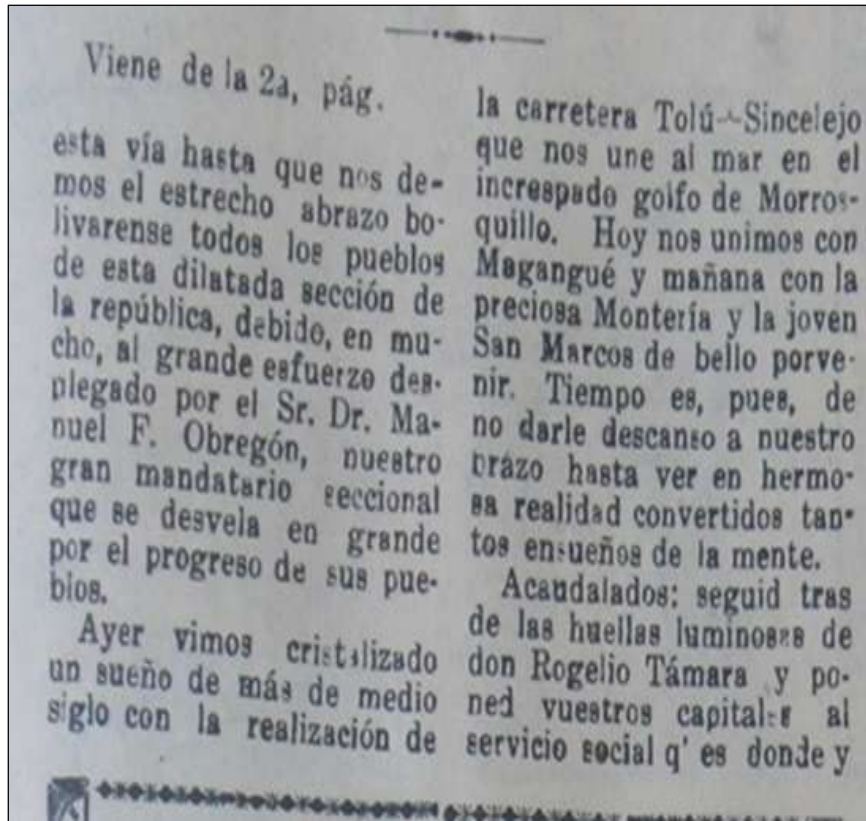 Viene de la 2a, pág.
esta vía hasta que nos de-
mos el estrecho abrazo bo-
livarense todos los pueblos
de esta dilatada sección de
la república, debido, en mu-
cho, al grande esfuerzo des-
plegado por el Sr. Dr. Ma-
nuel F. Obregón, nuestro
gran mandatario seccional
que se desvela en grande
por el progreso de sus pue-
blos.
Ayer vimos cristalizado
un sueño de más de medio
siglo con la realización de
la carretera Tolú—Sincelejo
que nos une al mar en el
increspado golfo de Morros-
quillo. Hoy nos unimos con
Magangué y mañana con la
preciosa Montería y la joven
San Marcos de bello porve-
nir. Tiempo es, pues, de
no darle descanso a nuestro
brazo hasta ver en hermo-
sa realidad convertidos tan-
tos ensueños de la mente.
Acaudalados: seguid tras
de las huellas luminosas de
don Rogelio Támara y po-
ned vuestros capitales al
servicio social q' es donde y